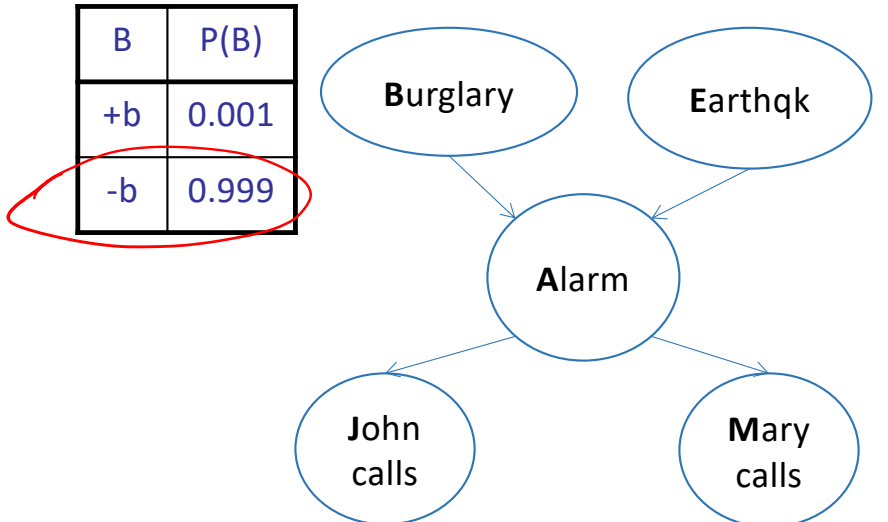 B P(B)
+b 0.001
-b 0.999
Burglary
Earthqk
Alarm
John
calls
Mary
calls